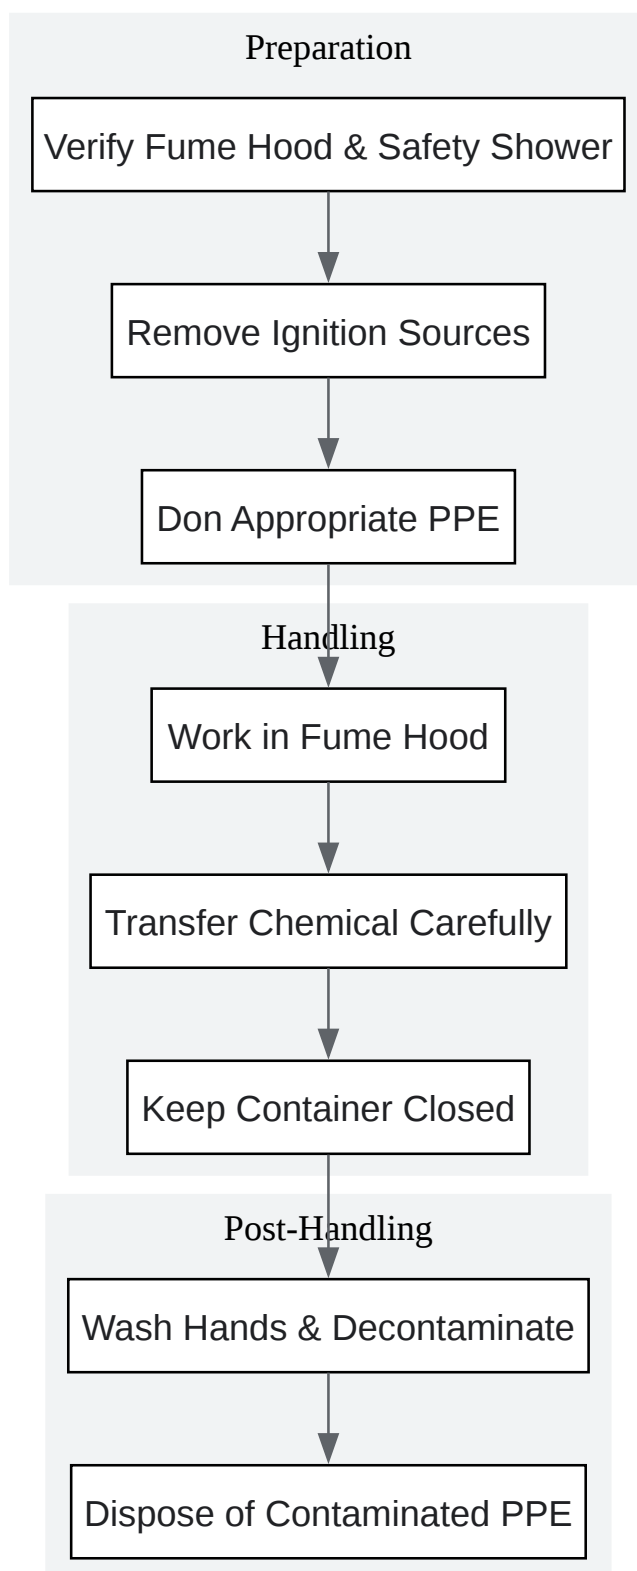 Preparation
Verify Fume Hood & Safety Shower
Remove Ignition Sources
Don Appropriate PPE
Handling
Work in Fume Hood
Transfer Chemical Carefully
Keep Container Closed
Post-Handling
Wash Hands & Decontaminate
Dispose of Contaminated PPE